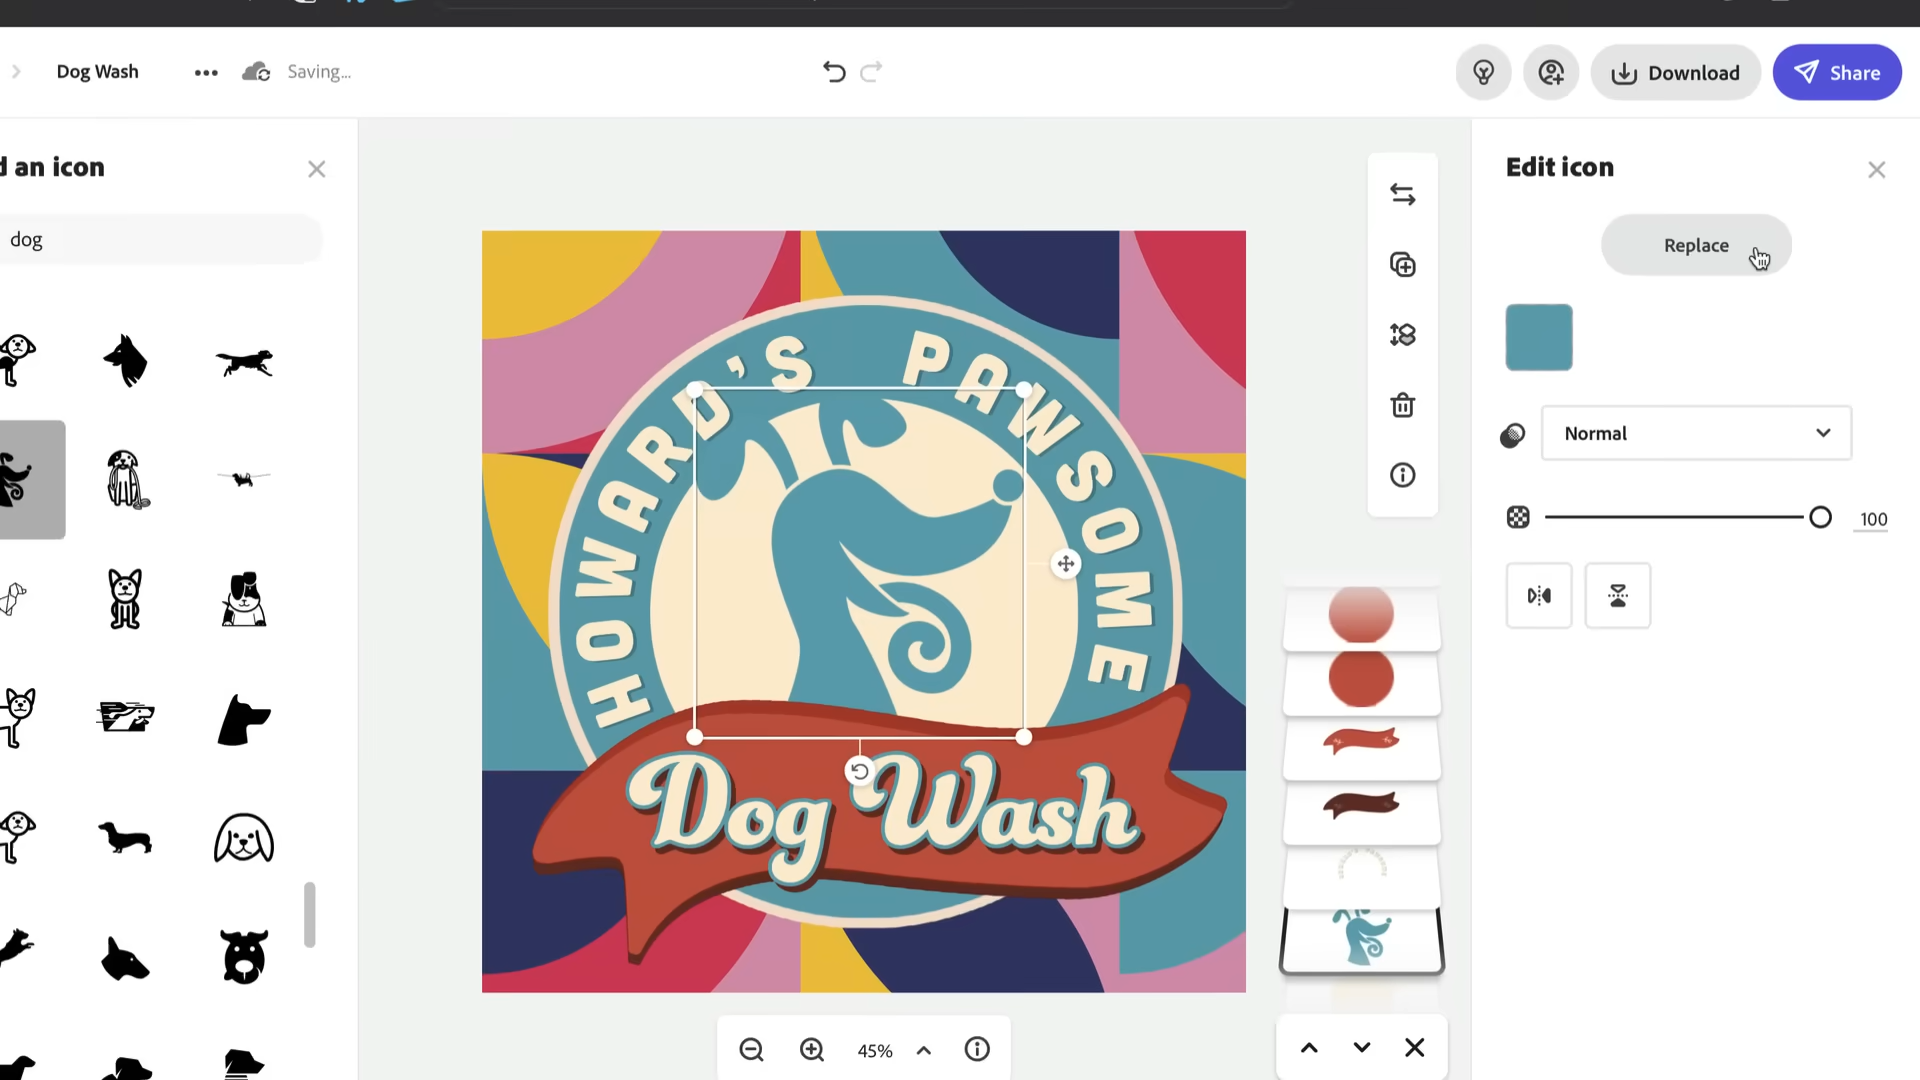 Dog Wash
Saving...
Download
Share
d an icon
dog
Edit icon
Replace
Normal
100
HOWARD'S PAWSOME
Dog Wash
45%